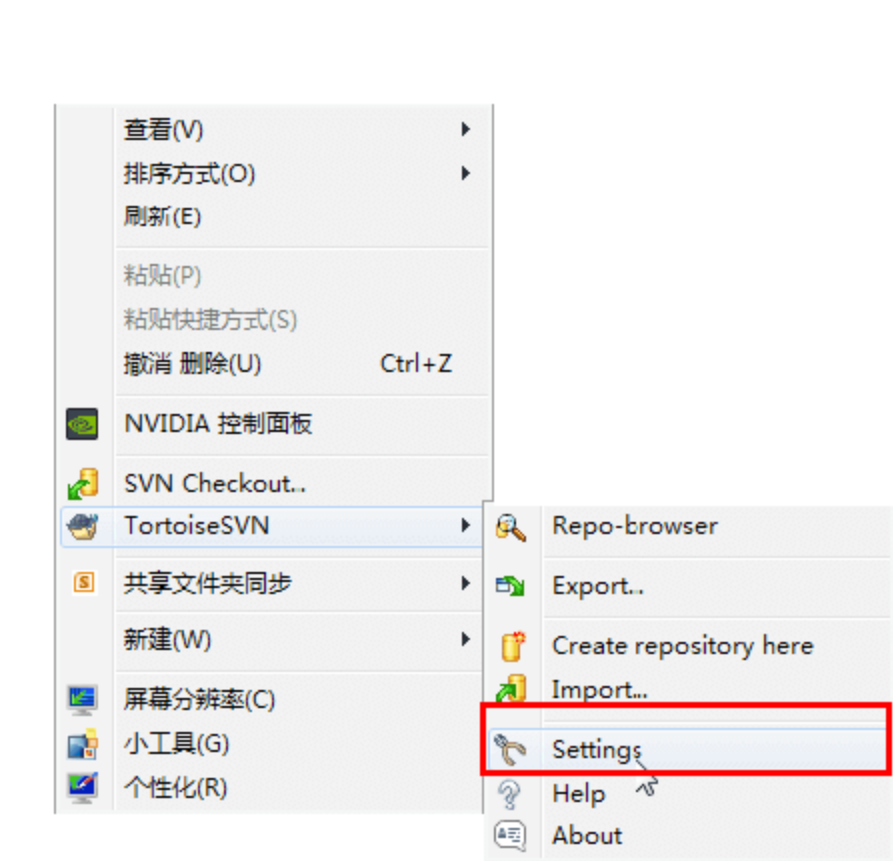 查看(V)
排序方式(O)
刷新(E)
粘贴(P)
粘贴快捷方式(S)
撤消 删除(U) Ctrl+Z
NVIDIA 控制面板
SVN Checkout..
TortoiseSVN
共享文件夹同步
新建(W)
屏幕分辨率(C)
小工具(G)
个性化(R)
Repo-browser
Export..
Create repository here
Import...
Settings
Help
About